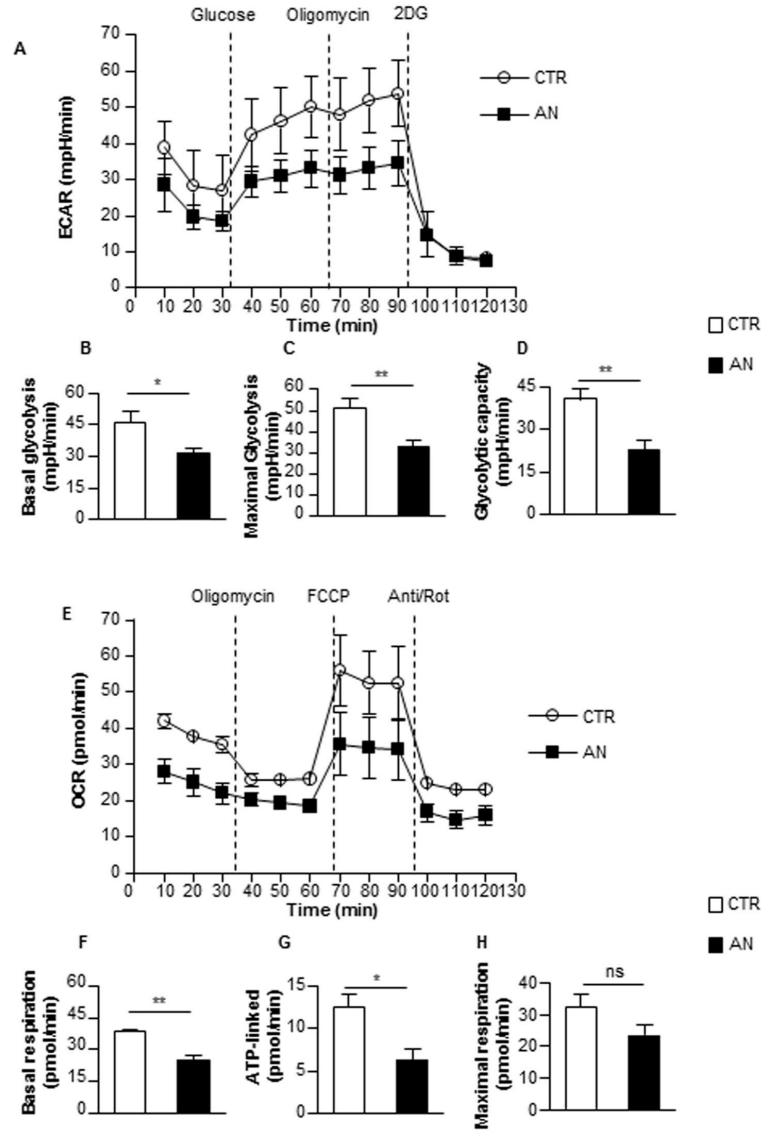 Glucose Oligomycin 2DG
A
70
60
50
40
30
20
10
0
ECAR (mpH/min)
CTR
AN
0 10 20 30 40 50 60 70 80 90 100 110 120 130
Time (min)
CTR
AN
B
*
60
45
30
15
0
Basal glycolysis
(mpH/min)
C
**
60
50
40
30
20
10
0
Maximal Glycolysis
(mpH/min)
D
**
45
30
15
0
Glycolytic capacity
(mpH/min)
Oligomycin FCCP Anti/Rot
E
70
60
50
40
30
20
10
0
OCR (pmol/min)
CTR
AN
0 10 20 30 40 50 60 70 80 90 100 110 120 130
Time (min)
CTR
AN
F
**
60
45
30
15
0
Basal respiration
(pmol/min)
G
*
15
10
5
0
ATP-linked
(pmol/min)
H
ns
40
30
20
10
0
Maximal respiration
(pmol/min)